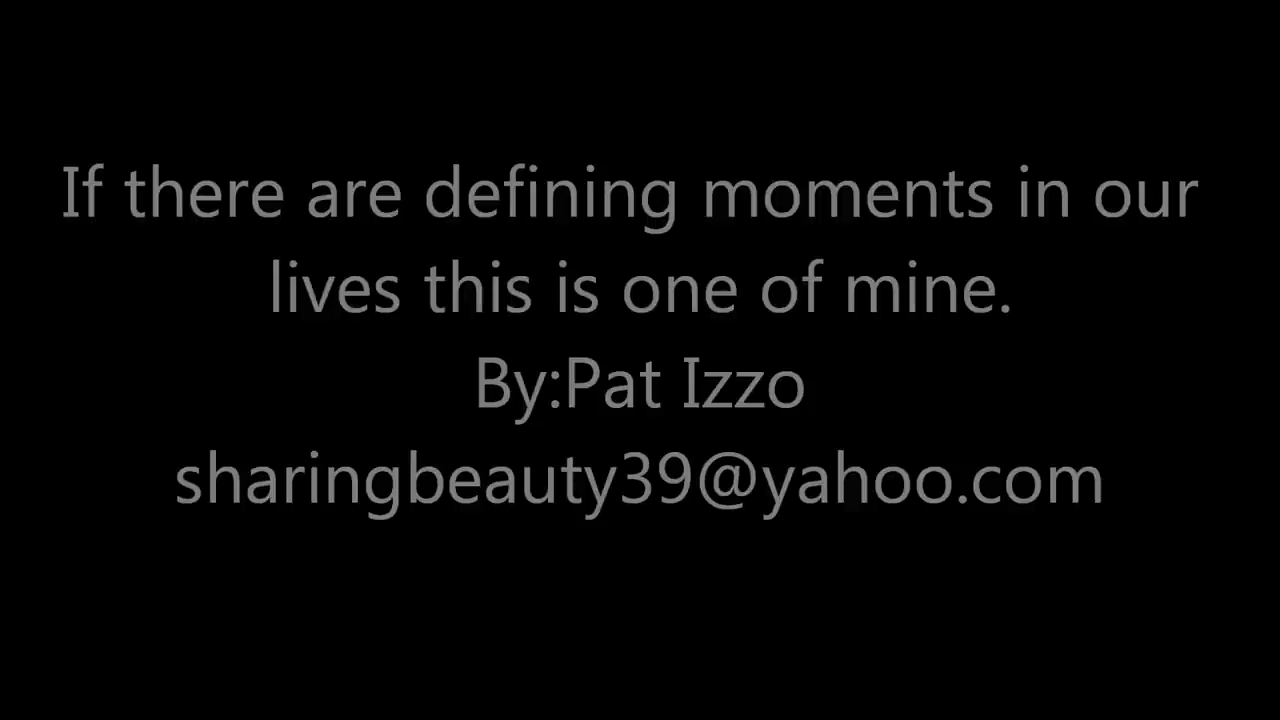 If there are defining moments in our
lives this is one of mine.
By:Pat Izzo
sharingbeauty39@yahoo.com